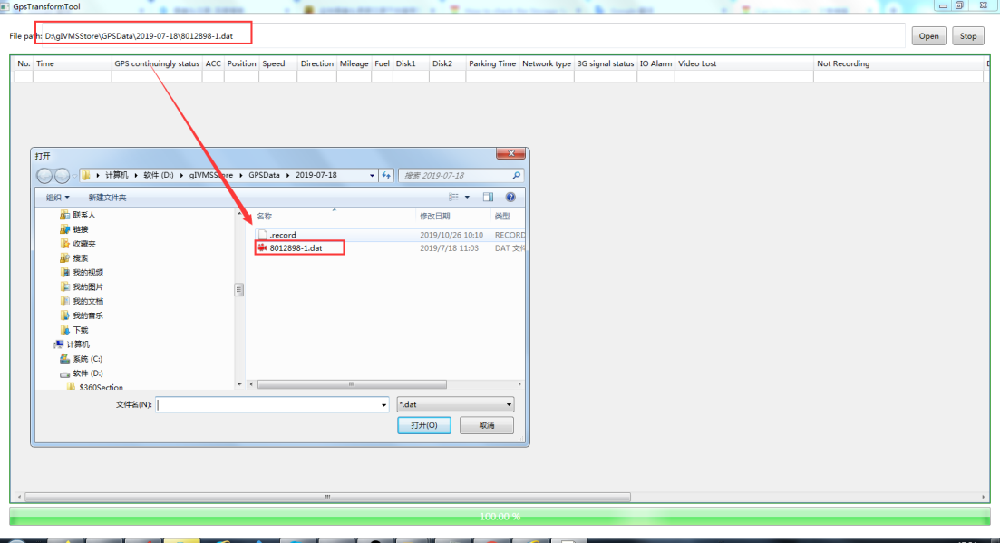 GpsTransformTool
File path: D:\gIVMSStore\GPSData\2019-07-18\8012898-1.dat Open Stop
No. Time GPS continuingly status ACC Position Speed Direction Mileage Fuel Disk1 Disk2 Parking Time Network type 3G signal status IO Alarm Video Lost Not Recording
打开
计算机 软件 (D:) gIVMSStore GPSData 2019-07-18 搜索 2019-07-18
组织 新建文件夹
联系人 名称 修改日期 类型
链接
.record 2019/10/26 10:10 RECORD
收藏夹
8012898-1.dat 2019/7/18 11:03 DAT 文件
搜索
我的视频
我的图片
我的文档
我的音乐
下载
计算机
系统 (C:)
软件 (D:)
$360Section
文件名(N): *.dat
打开(O) 取消
100.00 %